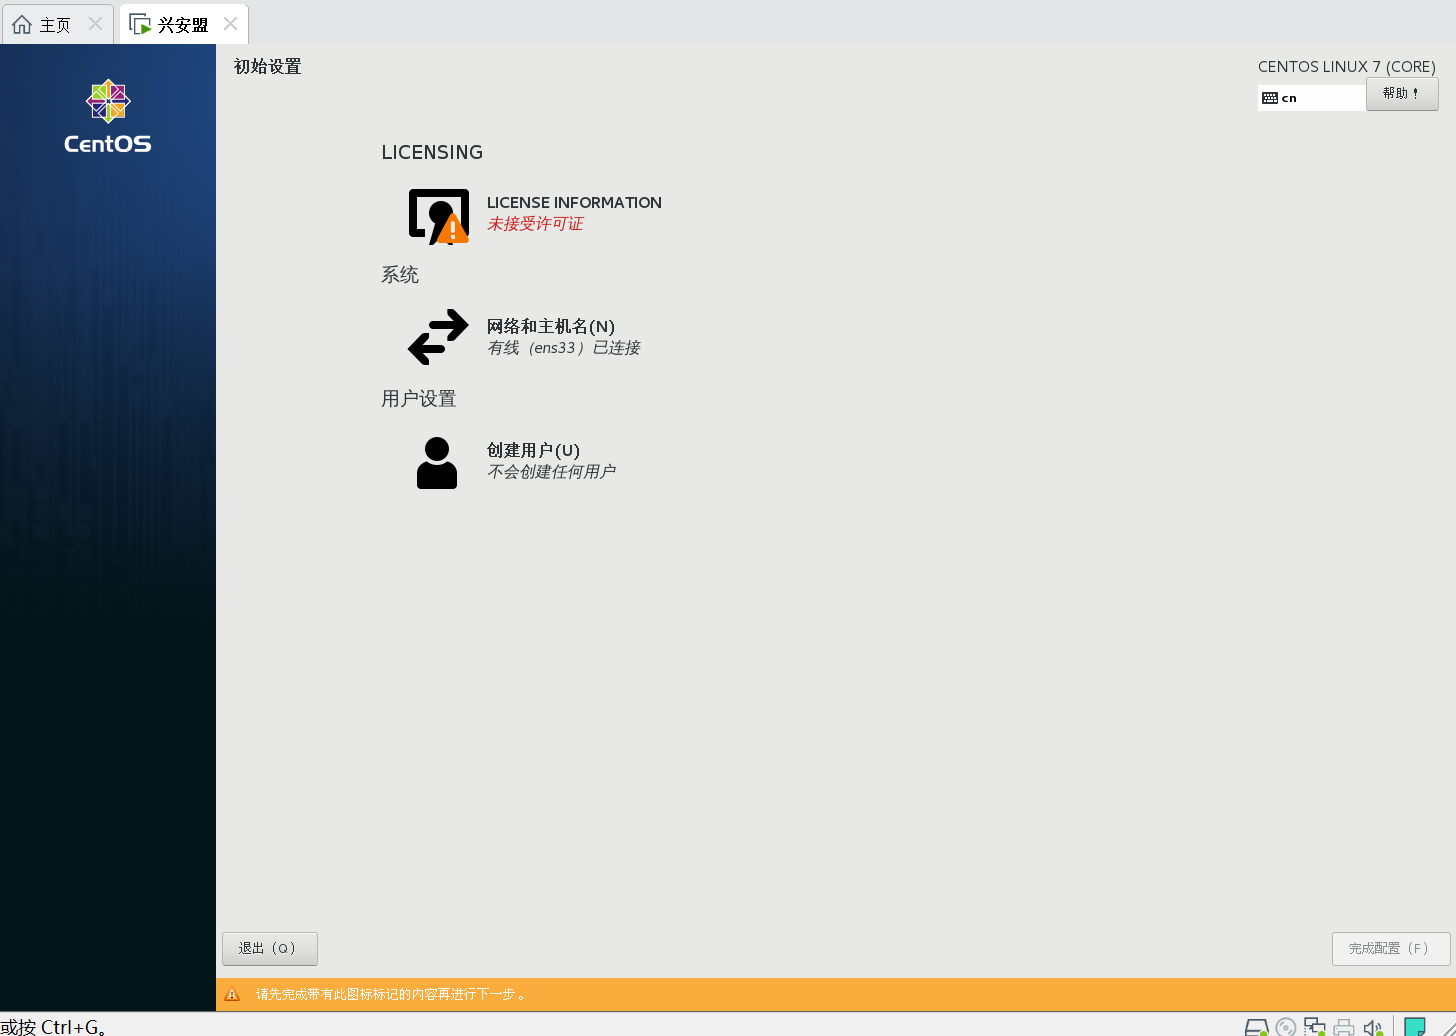 主页
兴安盟
CentOS
初始设置
CENTOS LINUX 7 (CORE)
cn
帮助！
LICENSING
LICENSE INFORMATION
未接受许可证
系统
网络和主机名(N)
有线（ens33）已连接
用户设置
创建用户(U)
不会创建任何用户
退出（Q）
完成配置（F）
请先完成带有此图标标记的内容再进行下一步。
或按 Ctrl+G。